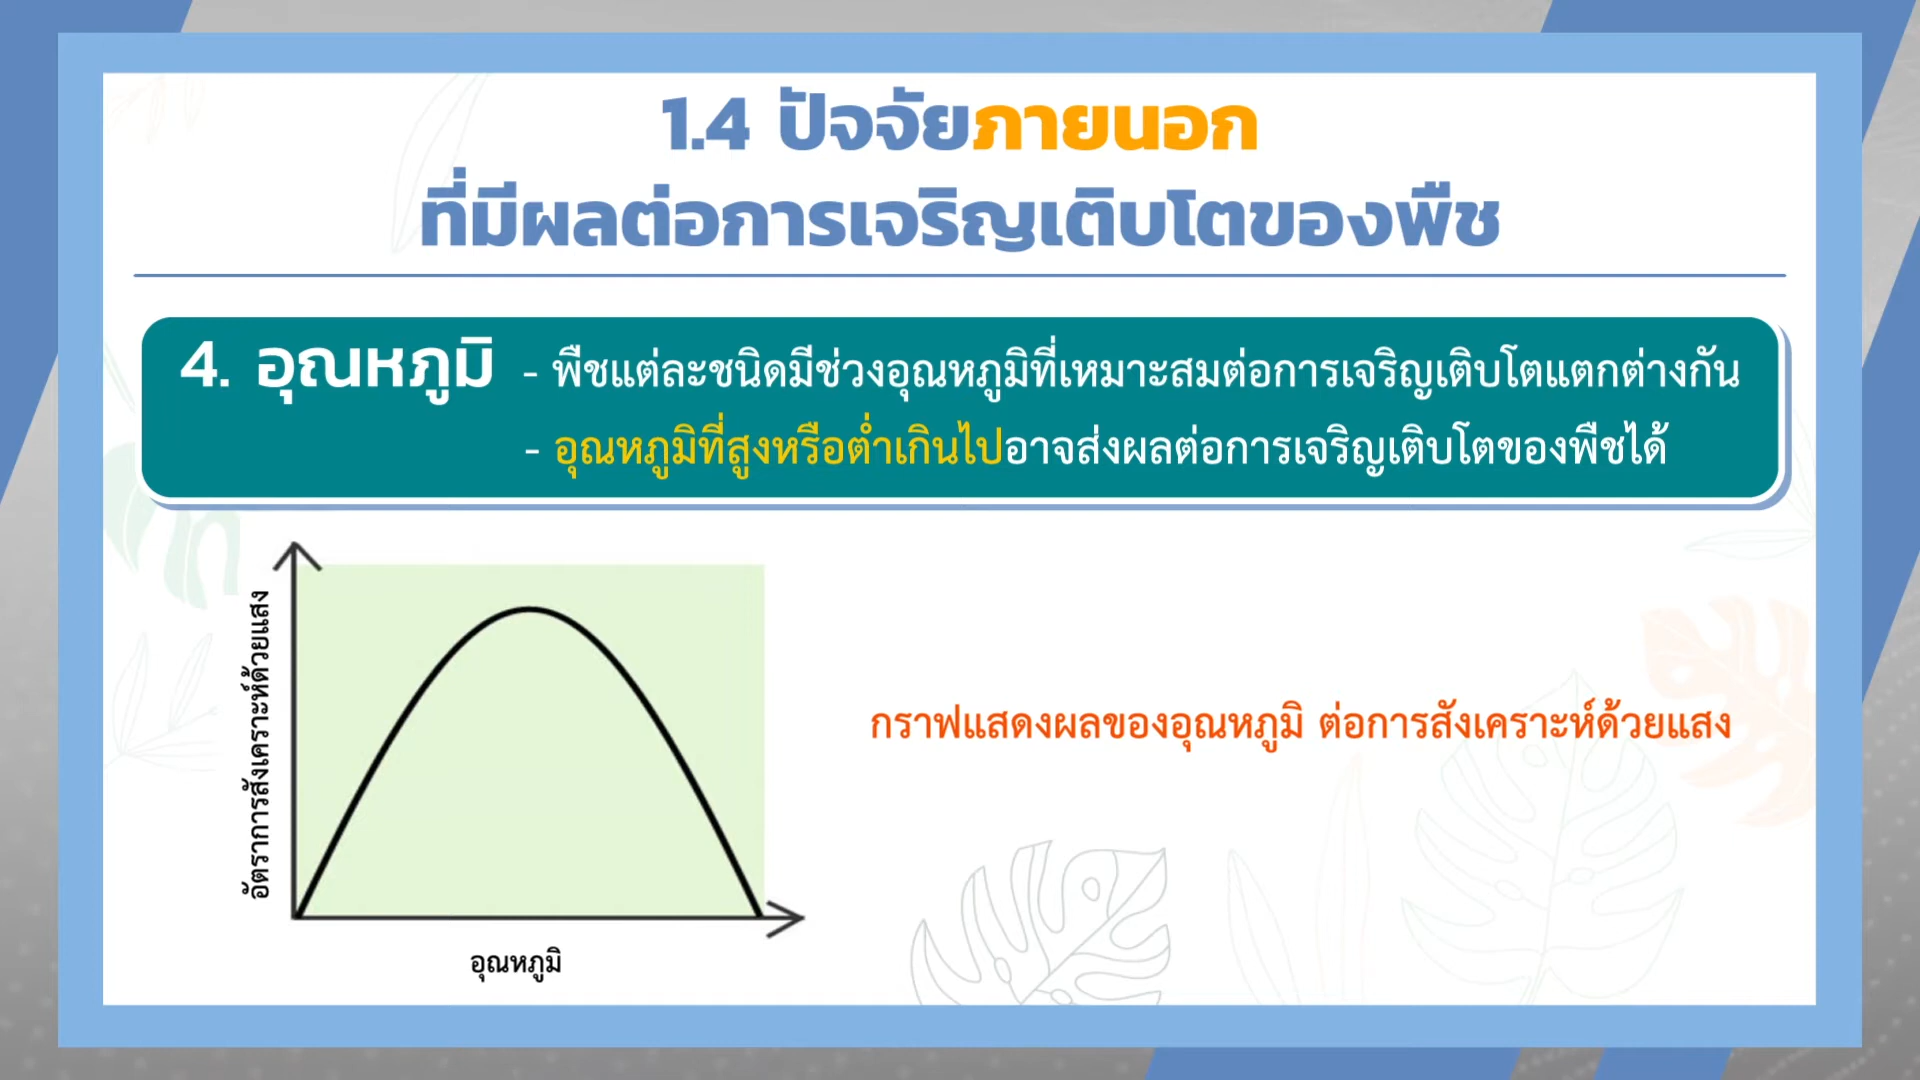 1.4 ปัจจัยภายนอก
ที่มีผลต่อการเจริญเติบโตของพืช
4. อุณหภูมิ - พืชแต่ละชนิดมีช่วงอุณหภูมิที่เหมาะสมต่อการเจริญเติบโตแตกต่างกัน
- อุณหภูมิที่สูงหรือต่ำเกินไปอาจส่งผลต่อการเจริญเติบโตของพืชได้
อัตราการสังเคราะห์ด้วยแสง
กราฟแสดงผลของอุณหภูมิ ต่อการสังเคราะห์ด้วยแสง
อุณหภูมิ